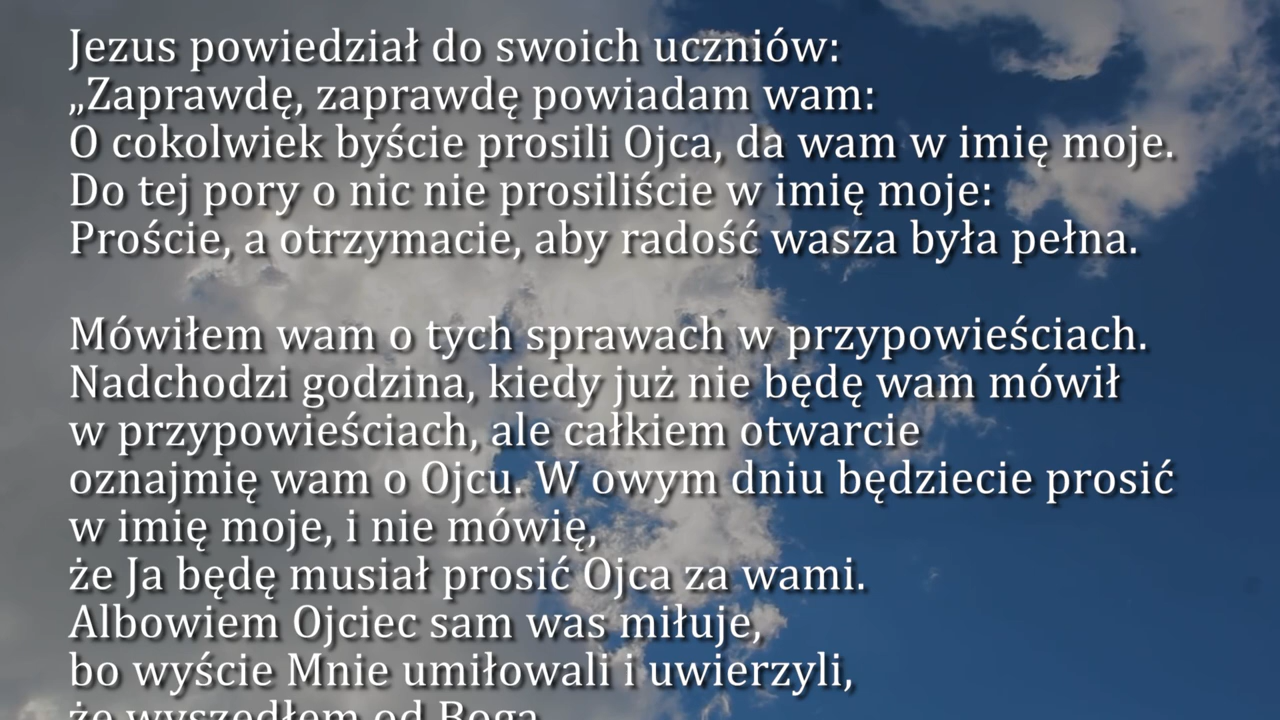 Jezus powiedział do swoich uczniów:
„Zaprawdę, zaprawdę powiadam wam:
O cokolwiek byście prosili Ojca, da wam w imię moje.
Do tej pory o nic nie prosiliście w imię moje:
Proście, a otrzymacie, aby radość wasza była pełna.
Mówiłem wam o tych sprawach w przypowieściach.
Nadchodzi godzina, kiedy już nie będę wam mówił
w przypowieściach, ale całkiem otwarcie
oznajmię wam o Ojcu. W owym dniu będziecie prosić
w imię moje, i nie mówię,
że Ja będę musiał prosić Ojca za wami.
Albowiem Ojciec sam was miłuje,
bo wyście Mnie umiłowali i uwierzyli,
że wyszedłem od Boga